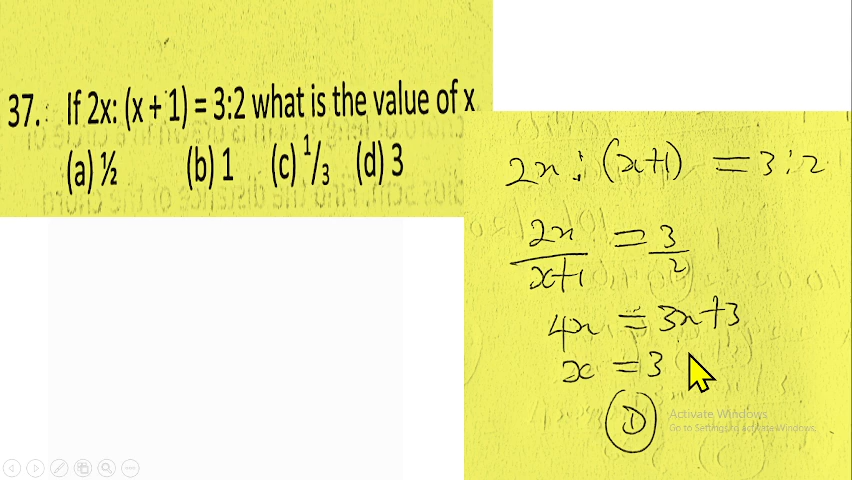 37. If 2x: (x + 1) = 3:2 what is the value of x
(a) ½ (b) 1 (c) 1/3 (d) 3
2x : (x+1) = 3:2
2x/x+1 = 3/2
4x = 3x+3
x = 3
D
Activate Windows
Go to Settings to activate Windows.